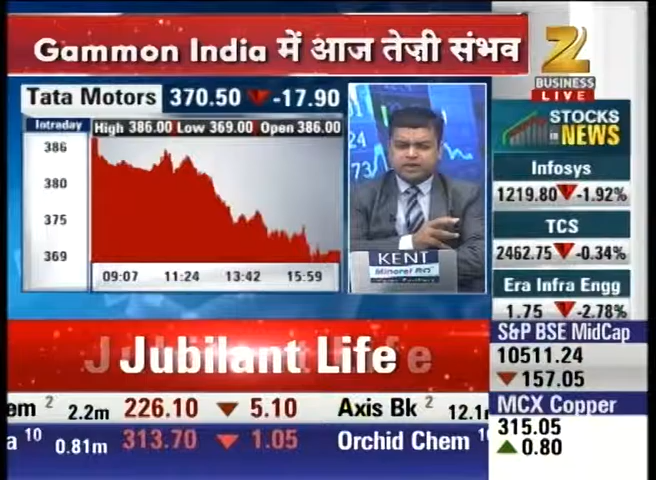 Gammon India में आज तेज़ी संभव
Z
BUSINESS
LIVE
Tata Motors 370.50 -17.90
Intraday High 386.00 Low 369.00 Open 386.00
386
380
375
369
09:07 11:24 13:42 15:59
KENT
Mineral RO
STOCKS
in NEWS
Infosys
1219.80 -1.92%
TCS
2462.75 -0.34%
Era Infra Engg
1.75 -2.78%
Jubilant Life
S&P BSE MidCap
10511.24
157.05
MCX Copper
315.05
0.80
em 2 2.2m 226.10 5.10 Axis Bk 2 12.1
a 10 0.81m 313.70 1.05 Orchid Chem